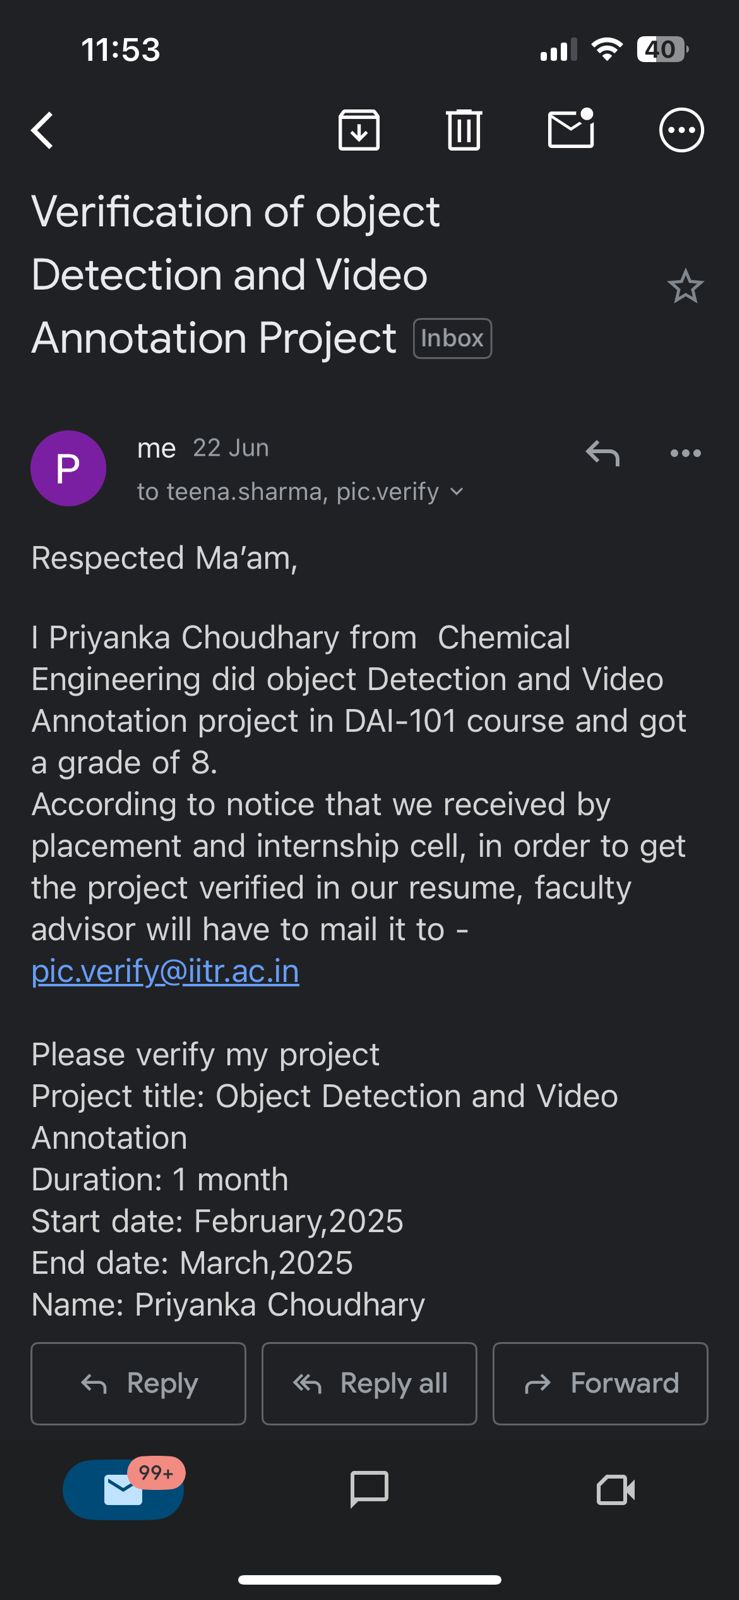 11:53
40
Verification of object
Detection and Video
Annotation Project Inbox
P
me 22 Jun
to teena.sharma, pic.verify
Respected Ma’am,
I Priyanka Choudhary from  Chemical
Engineering did object Detection and Video
Annotation project in DAI-101 course and got
a grade of 8.
According to notice that we received by
placement and internship cell, in order to get
the project verified in our resume, faculty
advisor will have to mail it to -
pic.verify@iitr.ac.in
Please verify my project
Project title: Object Detection and Video
Annotation
Duration: 1 month
Start date: February,2025
End date: March,2025
Name: Priyanka Choudhary
Reply Reply all Forward
99+